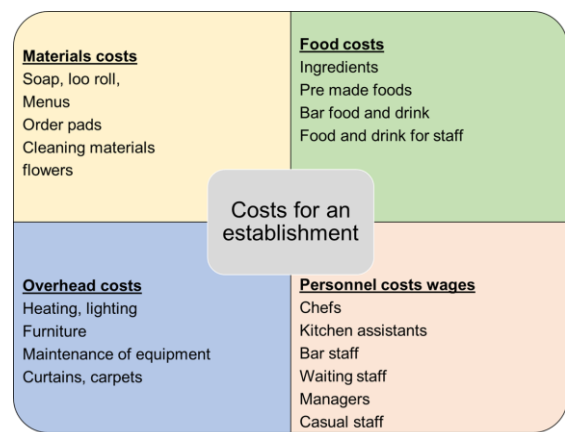 Materials costs
Soap, loo roll,
Menus
Order pads
Cleaning materials
flowers
Food costs
Ingredients
Pre made foods
Bar food and drink
Food and drink for staff
Costs for an
establishment
Overhead costs
Heating, lighting
Furniture
Maintenance of equipment
Curtains, carpets
Personnel costs wages
Chefs
Kitchen assistants
Bar staff
Waiting staff
Managers
Casual staff